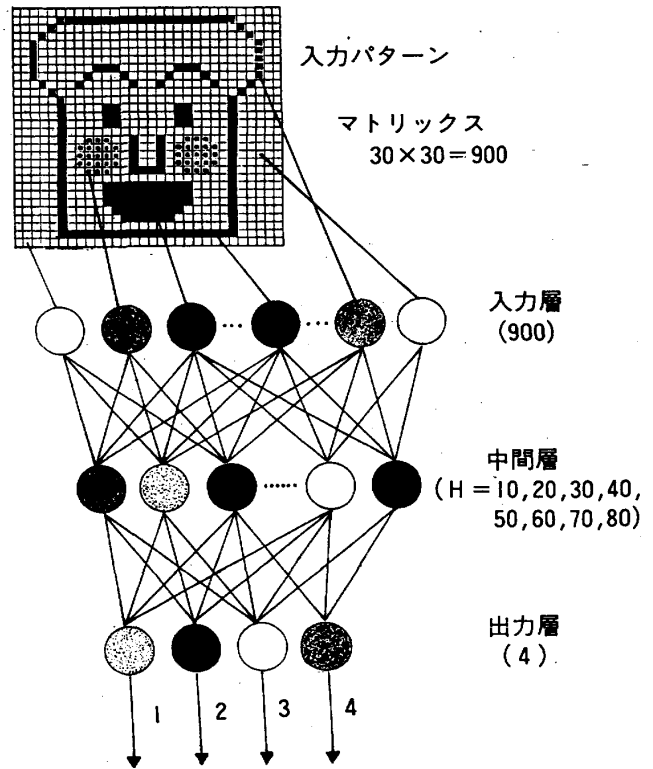 入力パターン
マトリックス
30×30=900
入力層
(900)
中間層
(H=10,20,30,40,
50,60,70,80)
出力層
(4)
1 2 3 4